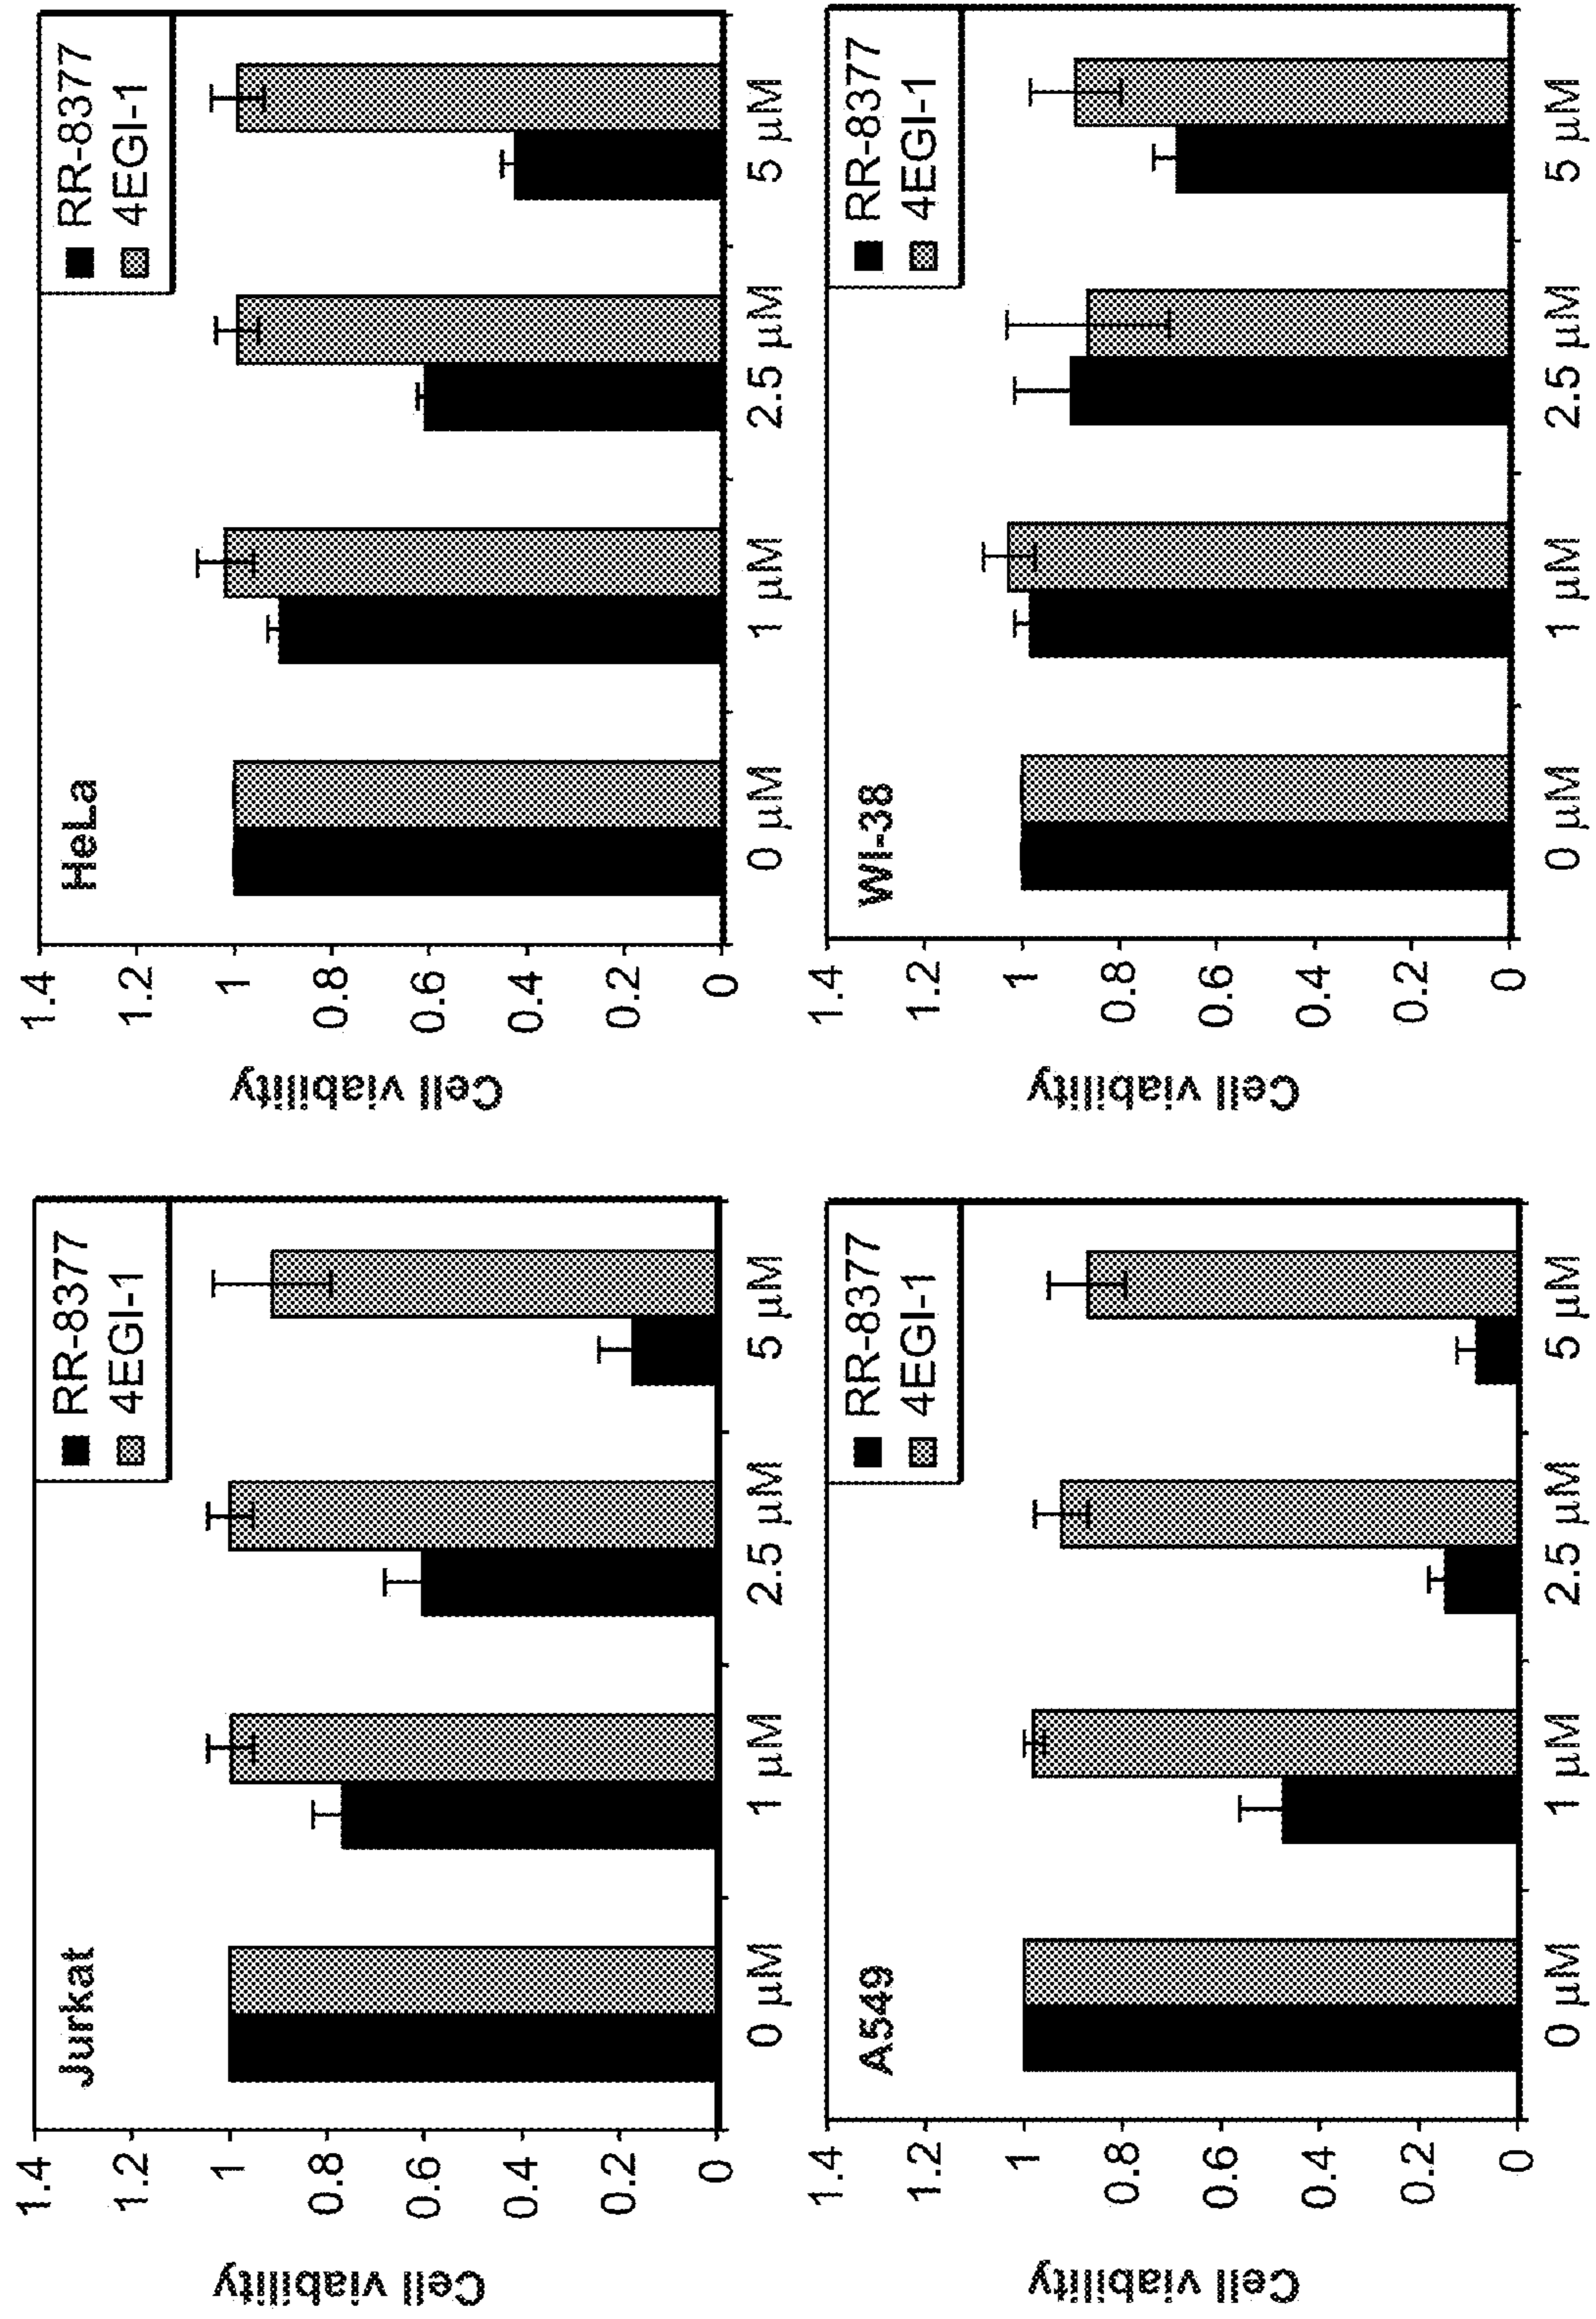 Jurkat
RR-8377
4EGI-1
Cell viability
1.4
1.2
1
0.8
0.6
0.4
0.2
0
0 µM 1 µM 2.5 µM 5 µM
HeLa
RR-8377
4EGI-1
Cell viability
1.4
1.2
1
0.8
0.6
0.4
0.2
0
0 µM 1 µM 2.5 µM 5 µM
A549
RR-8377
4EGI-1
Cell viability
1.4
1.2
1
0.8
0.6
0.4
0.2
0
0 µM 1 µM 2.5 µM 5 µM
WI-38
RR-8377
4EGI-1
Cell viability
1.4
1.2
1
0.8
0.6
0.4
0.2
0
0 µM 1 µM 2.5 µM 5 µM